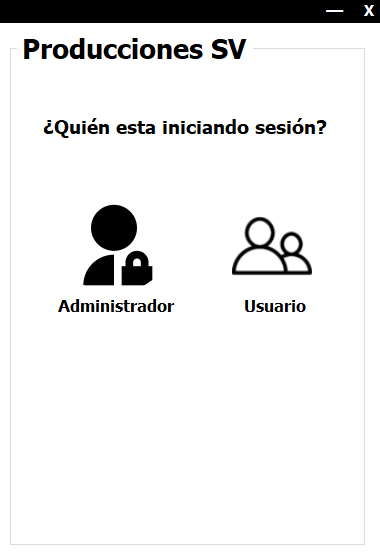 — X
Producciones SV
¿Quién esta iniciando sesión?
Administrador Usuario